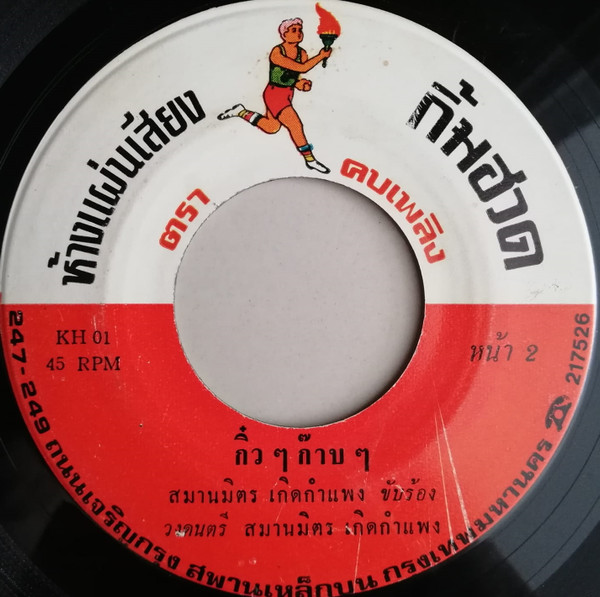 ห้างแผ่นเสียง กิ้มฮวด
ตรา คบเพลิง
KH 01
45 RPM
หน้า 2
กิ๋ว ๆ ก๊าบ ๆ
สมานมิตร เกิดกำแพง ขับร้อง
วงดนตรี สมานมิตร เกิดกำแพง
247-249 ถนนเจริญกรุง สพานเหล็กบน กรุงเทพมหานคร ☎ 217526